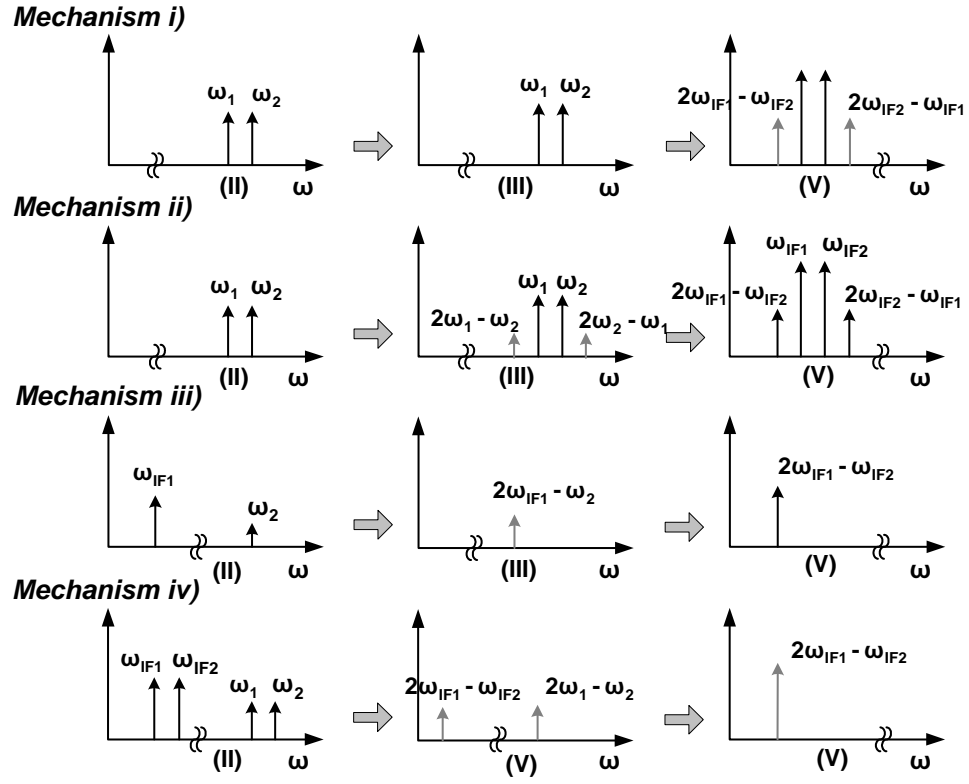 Mechanism i)
ω1 ω2
(II) ω
ω1 ω2
(III) ω
2ωIF1 - ωIF2 2ωIF2 - ωIF1
(V) ω
Mechanism ii)
ω1 ω2
(II) ω
ω1 ω2
2ω1 - ω2 2ω2 - ω1
(III) ω
ωIF1 ωIF2
2ωIF1 - ωIF2 2ωIF2 - ωIF1
(V) ω
Mechanism iii)
ωIF1
ω2
(II) ω
2ωIF1 - ω2
(III) ω
2ωIF1 - ωIF2
(V) ω
Mechanism iv)
ωIF1 ωIF2
ω1 ω2
(II) ω
2ωIF1 - ωIF2 2ω1 - ω2
(V) ω
2ωIF1 - ωIF2
(V) ω